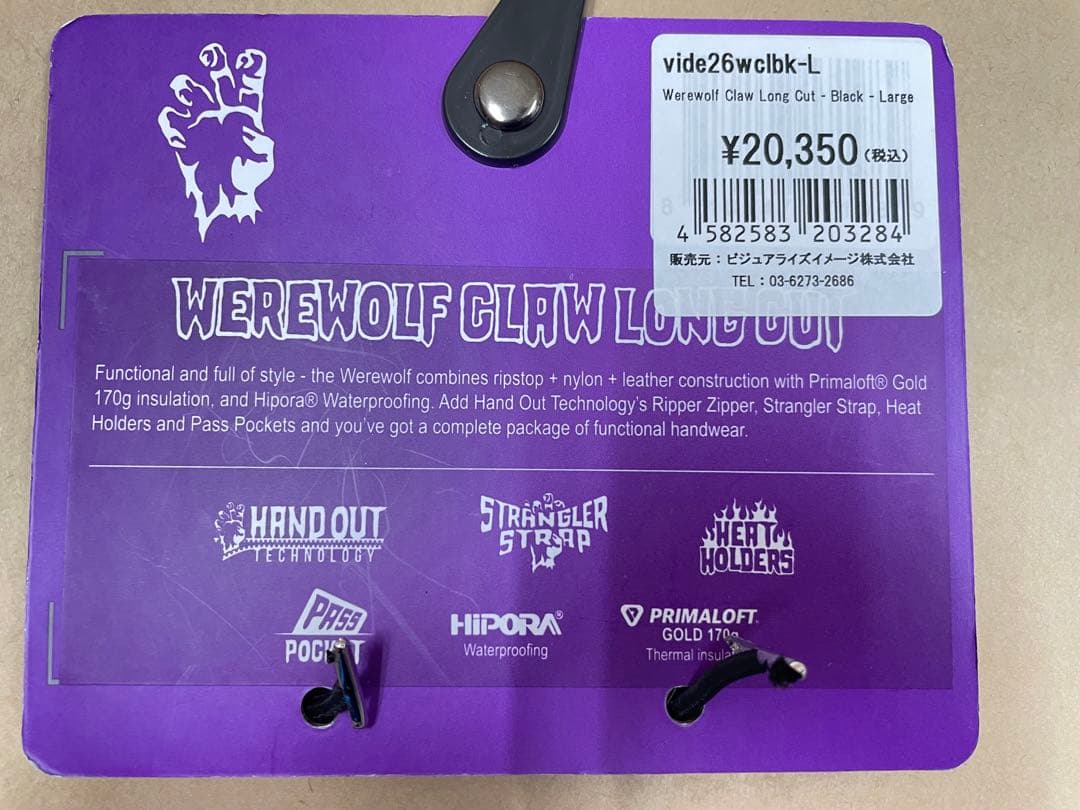 vide26wclbk-L
Werewolf Claw Long Cut - Black - Large
¥20,350(税込)
4 582583 203284
販売元：ビジュアライズイメージ株式会社
TEL：03-6273-2686
WEREWOLF CLAW LONG CUT
Functional and full of style - the Werewolf combines ripstop + nylon + leather construction with Primaloft® Gold
170g insulation, and Hipora® Waterproofing. Add Hand Out Technology's Ripper Zipper, Strangler Strap, Heat
Holders and Pass Pockets and you've got a complete package of functional handwear.
HAND OUT
TECHNOLOGY
STRANGLER
STRAP
HEAT
HOLDERS
PASS
POCKET
HiPORA®
Waterproofing
PRIMALOFT
GOLD 170g
Thermal